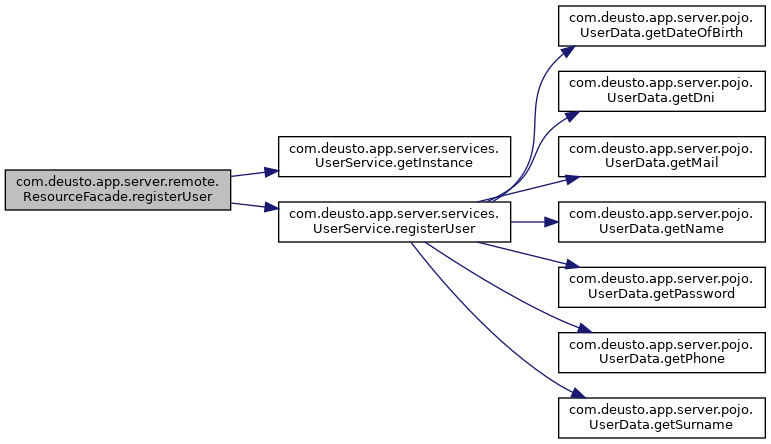 com.deusto.app.server.remote.
ResourceFacade.registerUser
com.deusto.app.server.services.
UserService.getInstance
com.deusto.app.server.services.
UserService.registerUser
com.deusto.app.server.pojo.
UserData.getDateOfBirth
com.deusto.app.server.pojo.
UserData.getDni
com.deusto.app.server.pojo.
UserData.getMail
com.deusto.app.server.pojo.
UserData.getName
com.deusto.app.server.pojo.
UserData.getPassword
com.deusto.app.server.pojo.
UserData.getPhone
com.deusto.app.server.pojo.
UserData.getSurname